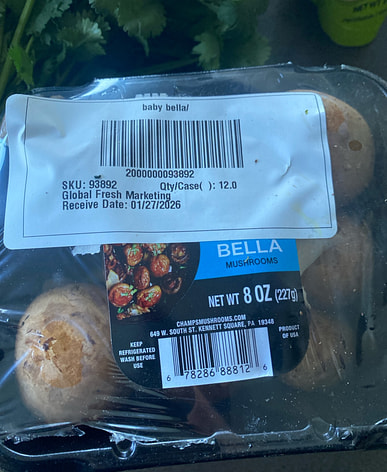 baby bella/
2000000093892
SKU: 93892 Qty/Case( ): 12.0
Global Fresh Marketing
Receive Date: 01/27/2026
BELLA
MUSHROOMS
NET WT 8 OZ (227g)
CHAMPSMUSHROOMS.COM
649 W. SOUTH ST. KENNETT SQUARE, PA 19348
KEEP
REFRIGERATED
WASH BEFORE
USE
PRODUCT
OF USA
6 78286 88812 6